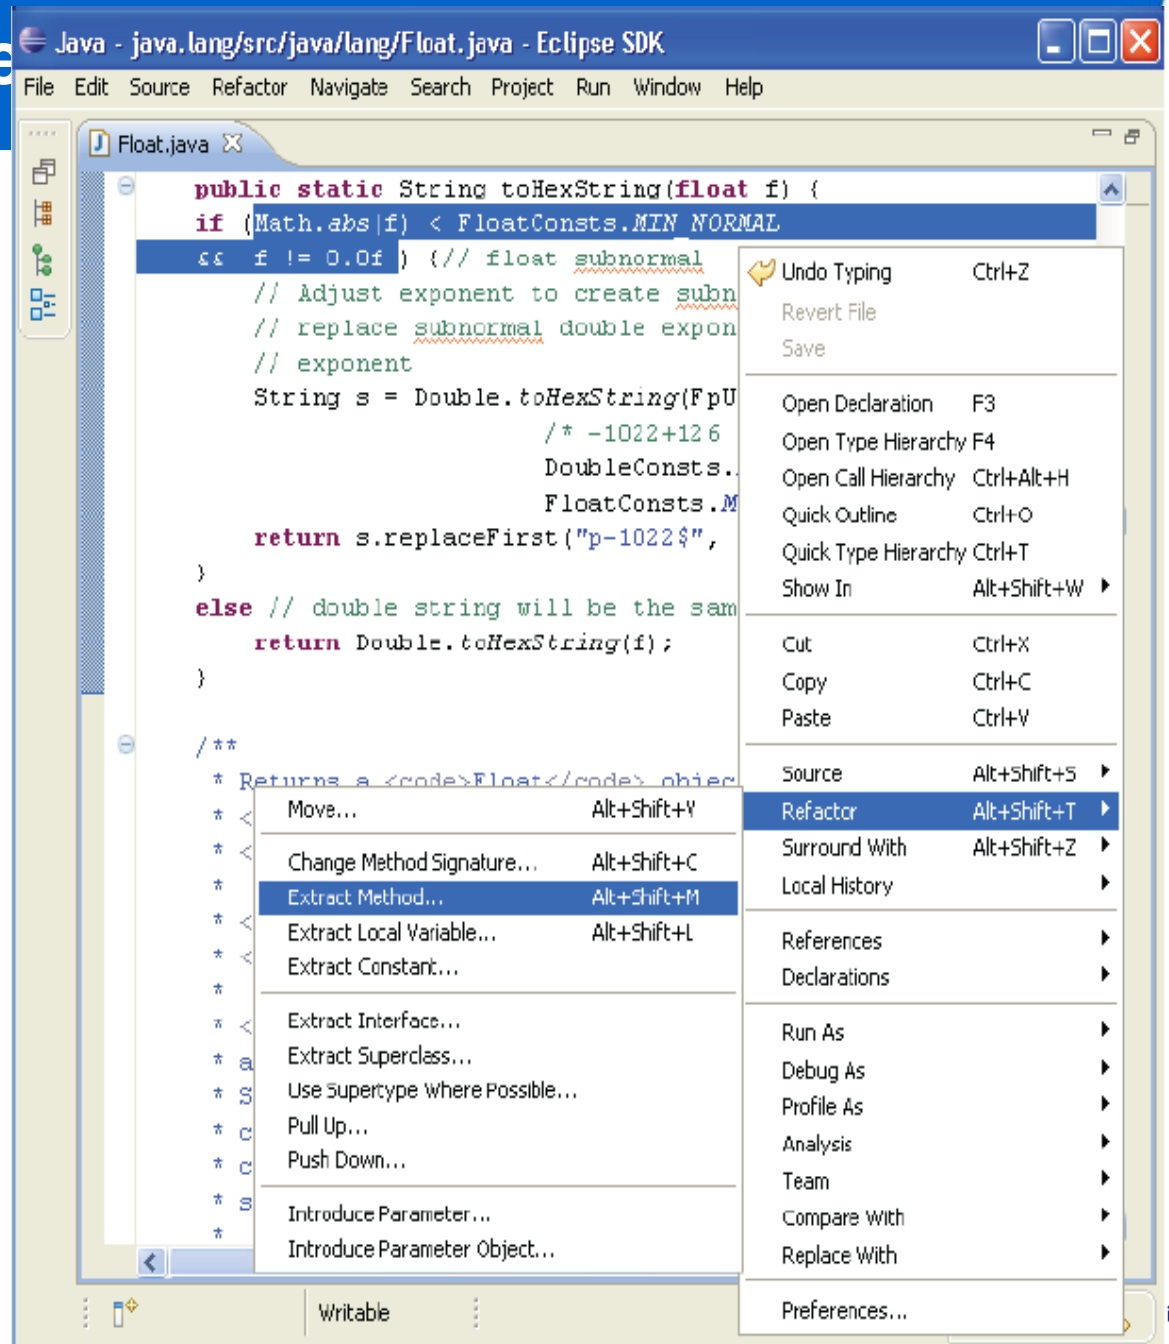 Java - java.lang/src/java/lang/Float.java - Eclipse SDK
File Edit Source Refactor Navigate Search Project Run Window Help
Float.java
public static String toHexString(float f) {
if (Math.abs(f) < FloatConsts.MIN_NORMAL
&& f != 0.0f ) {// float subnormal
// Adjust exponent to create subn
// replace subnormal double expon
// exponent
String s = Double.toHexString(FpU
/* -1022+126
DoubleConsts.
FloatConsts.M
return s.replaceFirst("p-1022$",
}
else // double string will be the sam
return Double.toHexString(f);
}
/**
* Returns a <code>Float</code> objec
* <
* <
*
* <
* <
*
* <
* a
* S
* c
* c
* s
*
Undo Typing Ctrl+Z
Revert File
Save
Open Declaration F3
Open Type Hierarchy F4
Open Call Hierarchy Ctrl+Alt+H
Quick Outline Ctrl+O
Quick Type Hierarchy Ctrl+T
Show In Alt+Shift+W
Cut Ctrl+X
Copy Ctrl+C
Paste Ctrl+V
Source Alt+Shift+S
Refactor Alt+Shift+T
Surround With Alt+Shift+Z
Local History
References
Declarations
Run As
Debug As
Profile As
Analysis
Team
Compare With
Replace With
Preferences...
Move... Alt+Shift+V
Change Method Signature... Alt+Shift+C
Extract Method... Alt+Shift+M
Extract Local Variable... Alt+Shift+L
Extract Constant...
Extract Interface...
Extract Superclass...
Use Supertype Where Possible...
Pull Up...
Push Down...
Introduce Parameter...
Introduce Parameter Object...
Writable